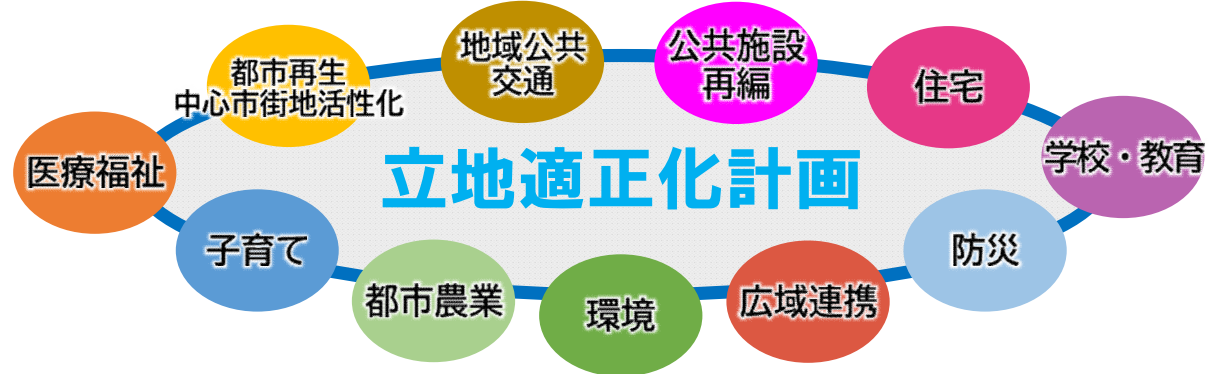 地域公共
交通
公共施設
再編
都市再生
中心市街地活性化
住宅
学校・教育
医療福祉
立地適正化計画
子育て
防災
都市農業
環境
広域連携